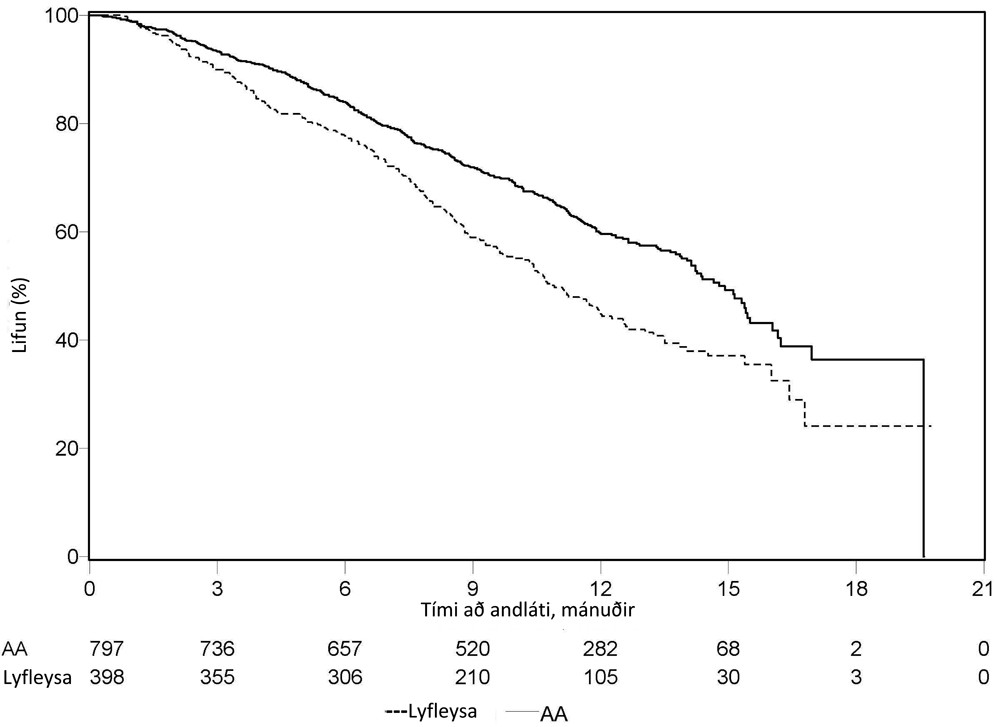 100
80
60
40
20
0
Lifun (%)
0 3 6 9 12 15 18 21
Tími að andláti, mánuðir
AA 797 736 657 520 282 68 2 0
Lyfleysa 398 355 306 210 105 30 3 0
Lyfleysa AA